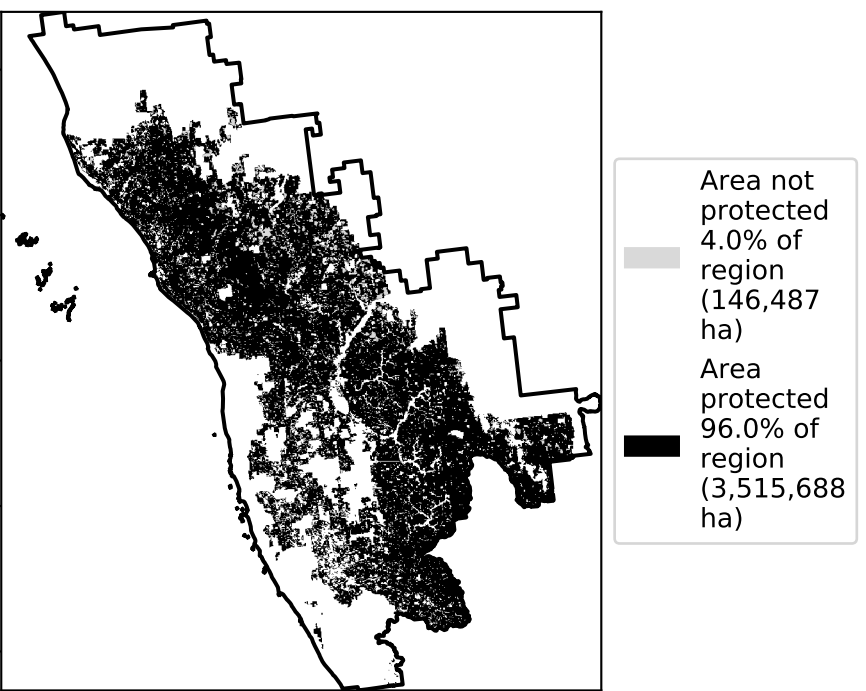 Area not
protected
4.0% of
region
(146,487
ha)
Area
protected
96.0% of
region
(3,515,688
ha)